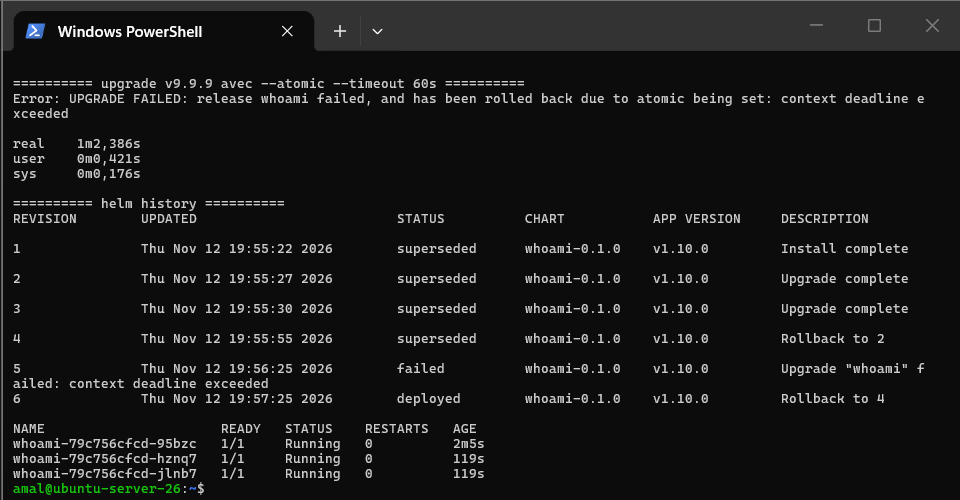 Windows PowerShell
========== upgrade v9.9.9 avec --atomic --timeout 60s ==========
Error: UPGRADE FAILED: release whoami failed, and has been rolled back due to atomic being set: context deadline e
xceeded
real    1m2,386s
user    0m0,421s
sys     0m0,176s
========== helm history ==========
REVISION        UPDATED                         STATUS          CHART           APP VERSION     DESCRIPTION
1               Thu Nov 12 19:55:22 2026        superseded      whoami-0.1.0    v1.10.0         Install complete
2               Thu Nov 12 19:55:27 2026        superseded      whoami-0.1.0    v1.10.0         Upgrade complete
3               Thu Nov 12 19:55:30 2026        superseded      whoami-0.1.0    v1.10.0         Upgrade complete
4               Thu Nov 12 19:55:55 2026        superseded      whoami-0.1.0    v1.10.0         Rollback to 2
5               Thu Nov 12 19:56:25 2026        failed          whoami-0.1.0    v1.10.0         Upgrade "whoami" f
ailed: context deadline exceeded
6               Thu Nov 12 19:57:25 2026        deployed        whoami-0.1.0    v1.10.0         Rollback to 4
NAME                      READY   STATUS    RESTARTS   AGE
whoami-79c756cfcd-95bzc   1/1     Running   0          2m5s
whoami-79c756cfcd-hznq7   1/1     Running   0          119s
whoami-79c756cfcd-jlnb7   1/1     Running   0          119s
amal@ubuntu-server-26:~$